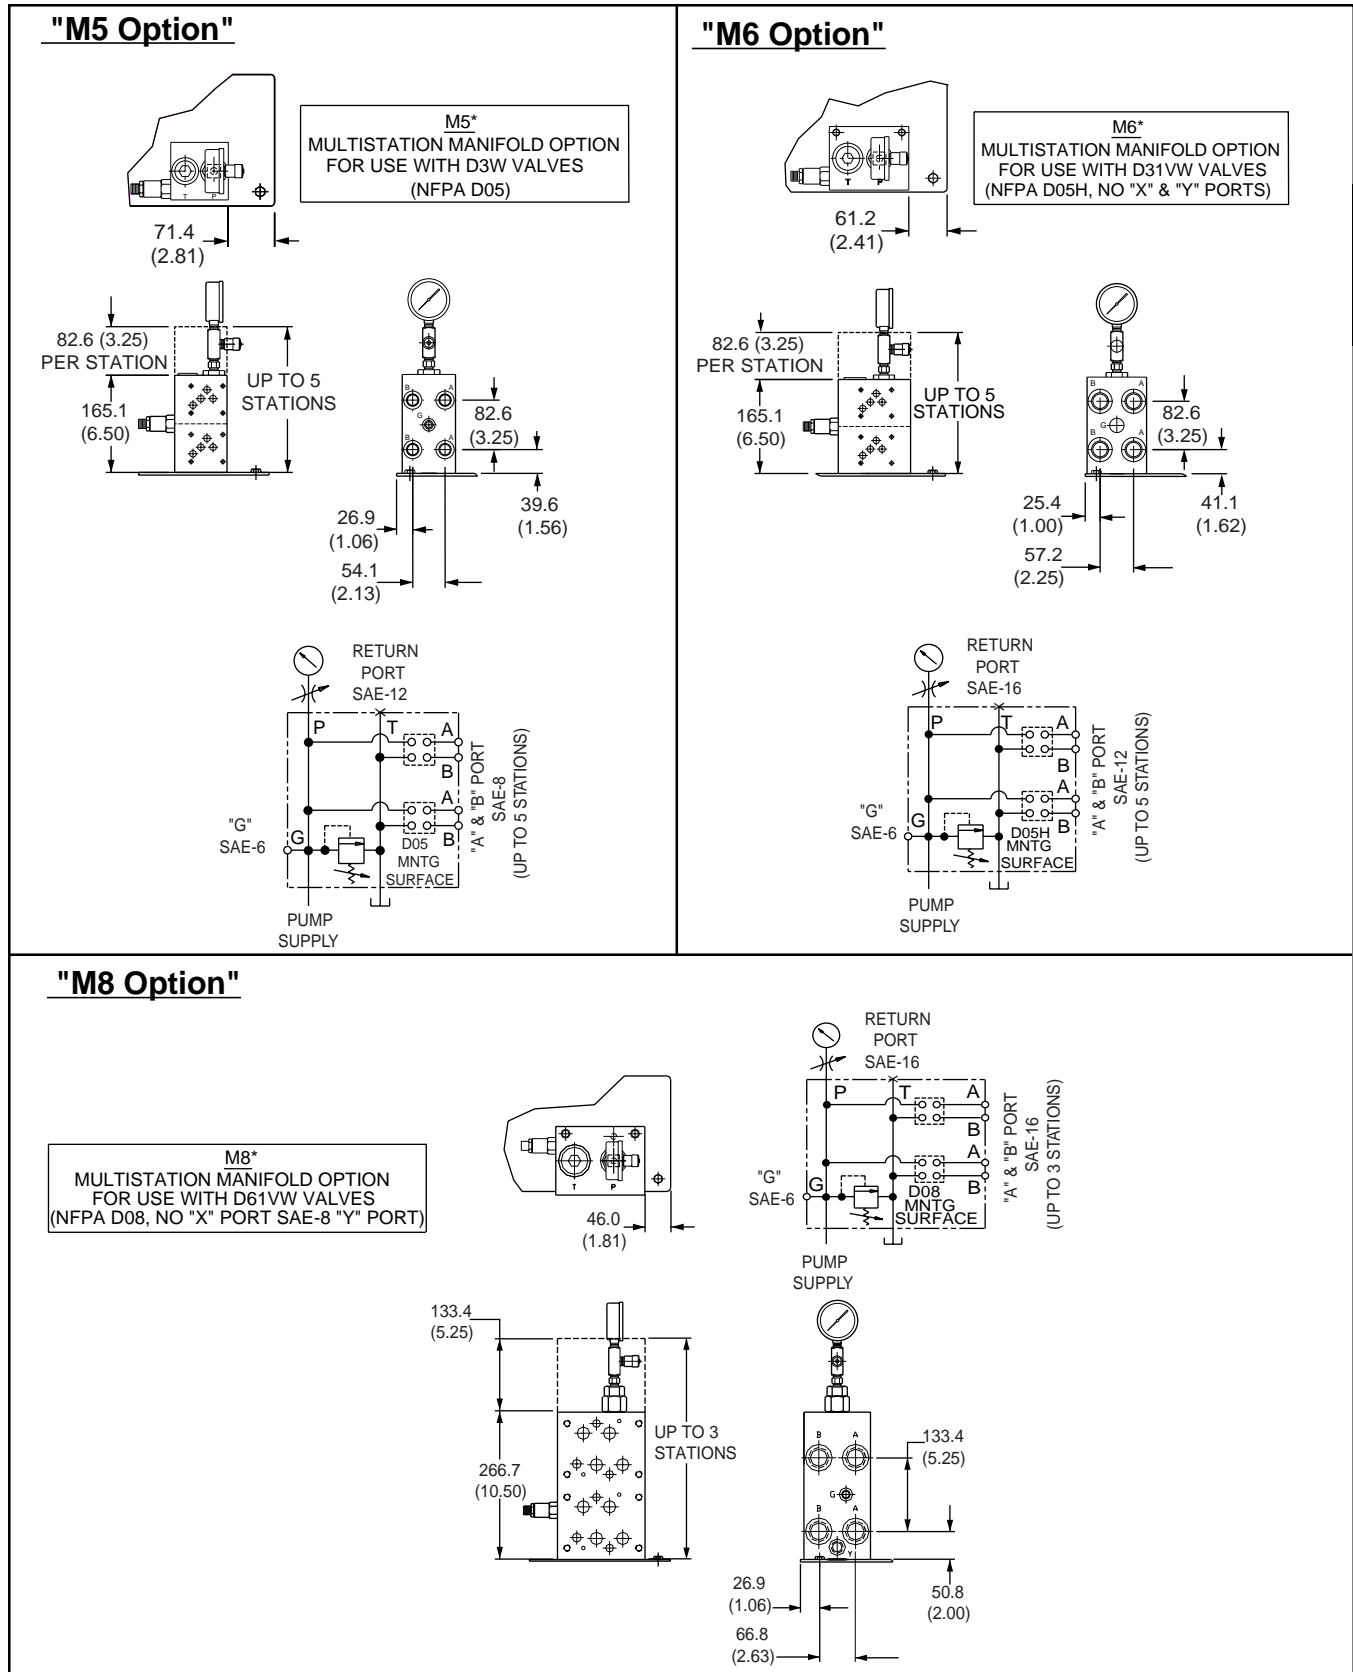 "M5 Option"
M5*
MULTISTATION MANIFOLD OPTION
FOR USE WITH D3W VALVES
(NFPA D05)
T P
71.4
(2.81)
82.6 (3.25)
PER STATION
UP TO 5
STATIONS
165.1
(6.50)
B A
G
B A
82.6
(3.25)
39.6
(1.56)
26.9
(1.06)
54.1
(2.13)
RETURN
PORT
SAE-12
P T A
B
A
B
"G"
SAE-6
G
D05
MNTG
SURFACE
"A" & "B" PORT
SAE-8
(UP TO 5 STATIONS)
PUMP
SUPPLY
"M6 Option"
M6*
MULTISTATION MANIFOLD OPTION
FOR USE WITH D31VW VALVES
(NFPA D05H, NO "X" & "Y" PORTS)
T P
61.2
(2.41)
82.6 (3.25)
PER STATION
UP TO 5
STATIONS
165.1
(6.50)
B A
G
B A
82.6
(3.25)
25.4
(1.00)
41.1
(1.62)
57.2
(2.25)
RETURN
PORT
SAE-16
P T A
B
A
B
"G"
SAE-6
G
D05H
MNTG
SURFACE
"A" & "B" PORT
SAE-12
(UP TO 5 STATIONS)
PUMP
SUPPLY
"M8 Option"
M8*
MULTISTATION MANIFOLD OPTION
FOR USE WITH D61VW VALVES
(NFPA D08, NO "X" PORT SAE-8 "Y" PORT)
T P
46.0
(1.81)
RETURN
PORT
SAE-16
P T A
B
A
B
"G"
SAE-6
G
D08
MNTG
SURFACE
"A" & "B" PORT
SAE-16
(UP TO 3 STATIONS)
PUMP
SUPPLY
133.4
(5.25)
UP TO 3
STATIONS
266.7
(10.50)
B A
G
B A
Y
133.4
(5.25)
26.9
(1.06)
50.8
(2.00)
66.8
(2.63)